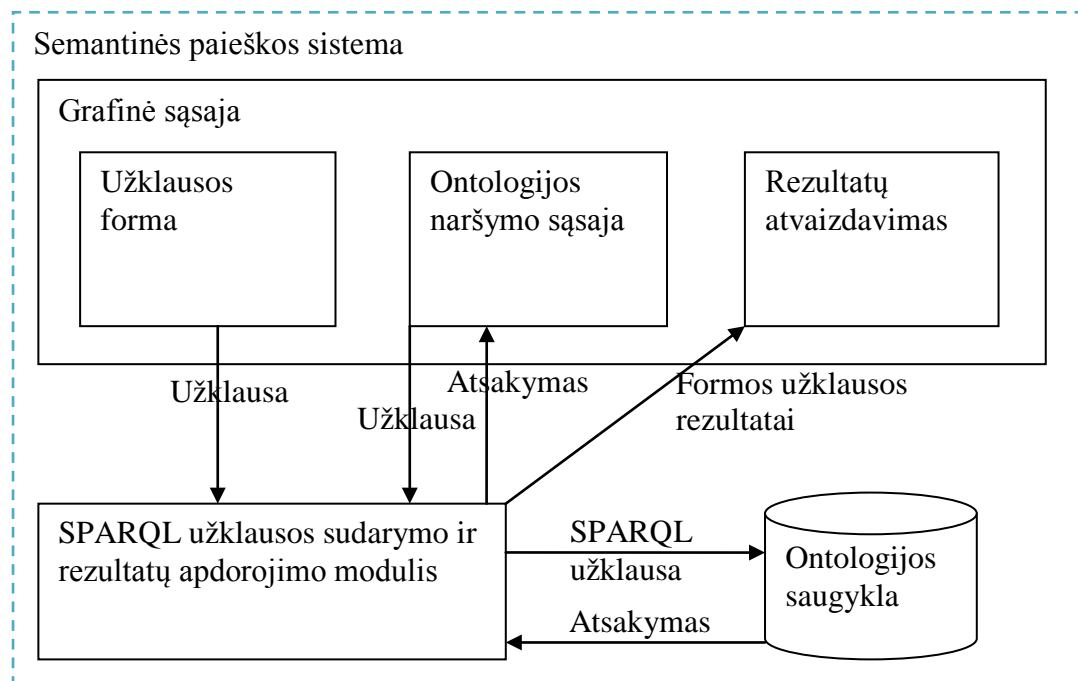 Semantinės paieškos sistema
Grafinė sąsaja
Užklausos
forma
Ontologijos
naršymo sąsaja
Rezultatų
atvaizdavimas
Užklausa
Užklausa
Atsakymas
Formos užklausos
rezultatai
SPARQL užklausos sudarymo ir
rezultatų apdorojimo modulis
SPARQL
užklausa
Atsakymas
Ontologijos
saugykla